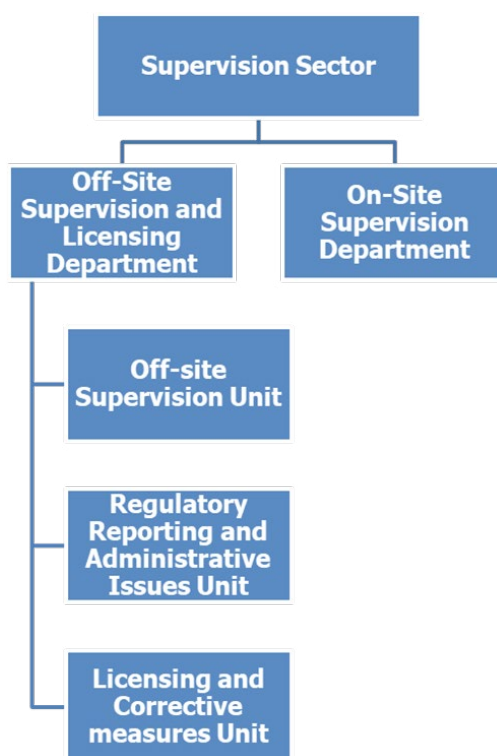 Supervision Sector
Off-Site
Supervision and
Licensing
Department
On-Site
Supervision
Department
Off-site
Supervision Unit
Regulatory
Reporting and
Administrative
Issues Unit
Licensing and
Corrective
measures Unit